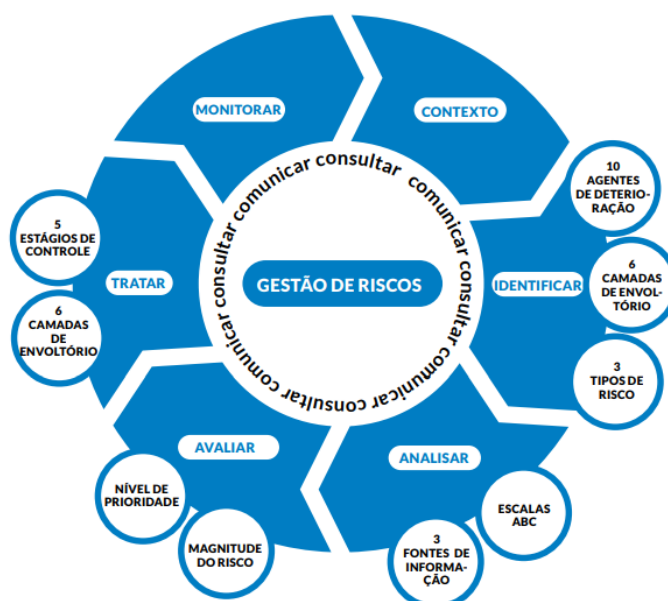 MONITORAR
CONTEXTO
10
AGENTES
DE DETERIO-
RAÇÃO
6
CAMADAS
DE ENVOL-
TÓRIO
3
TIPOS DE
RISCO
IDENTIFICAR
ESCALAS
ABC
3
FONTES DE
INFORMA-
ÇÃO
ANALISAR
AVALIAR
MAGNITUDE
DO RISCO
NÍVEL DE
PRIORIDADE
TRATAR
6
CAMADAS
DE
ENVOLTÓRIO
5
ESTÁGIOS DE
CONTROLE
comunicar consultar comunicar consultar comunicar consultar comunicar consultar
GESTÃO DE RISCOS